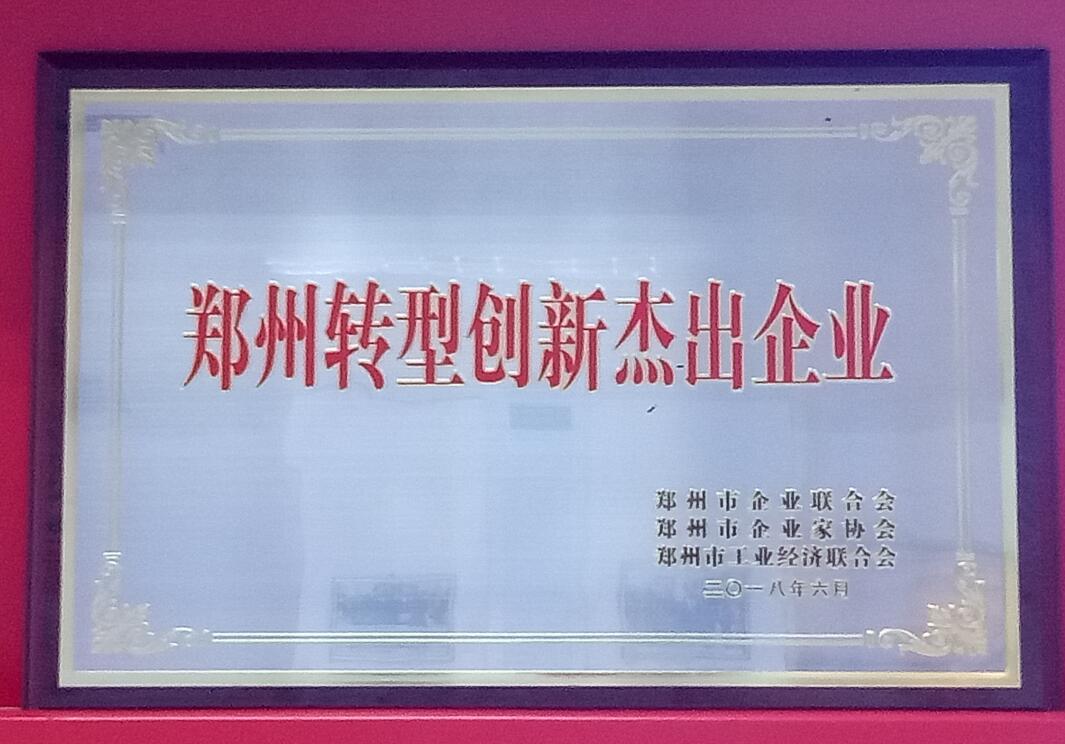 郑州转型创新杰出企业
郑州市企业联合会
郑州市企业家协会
郑州市工业经济联合会
二〇一八年六月